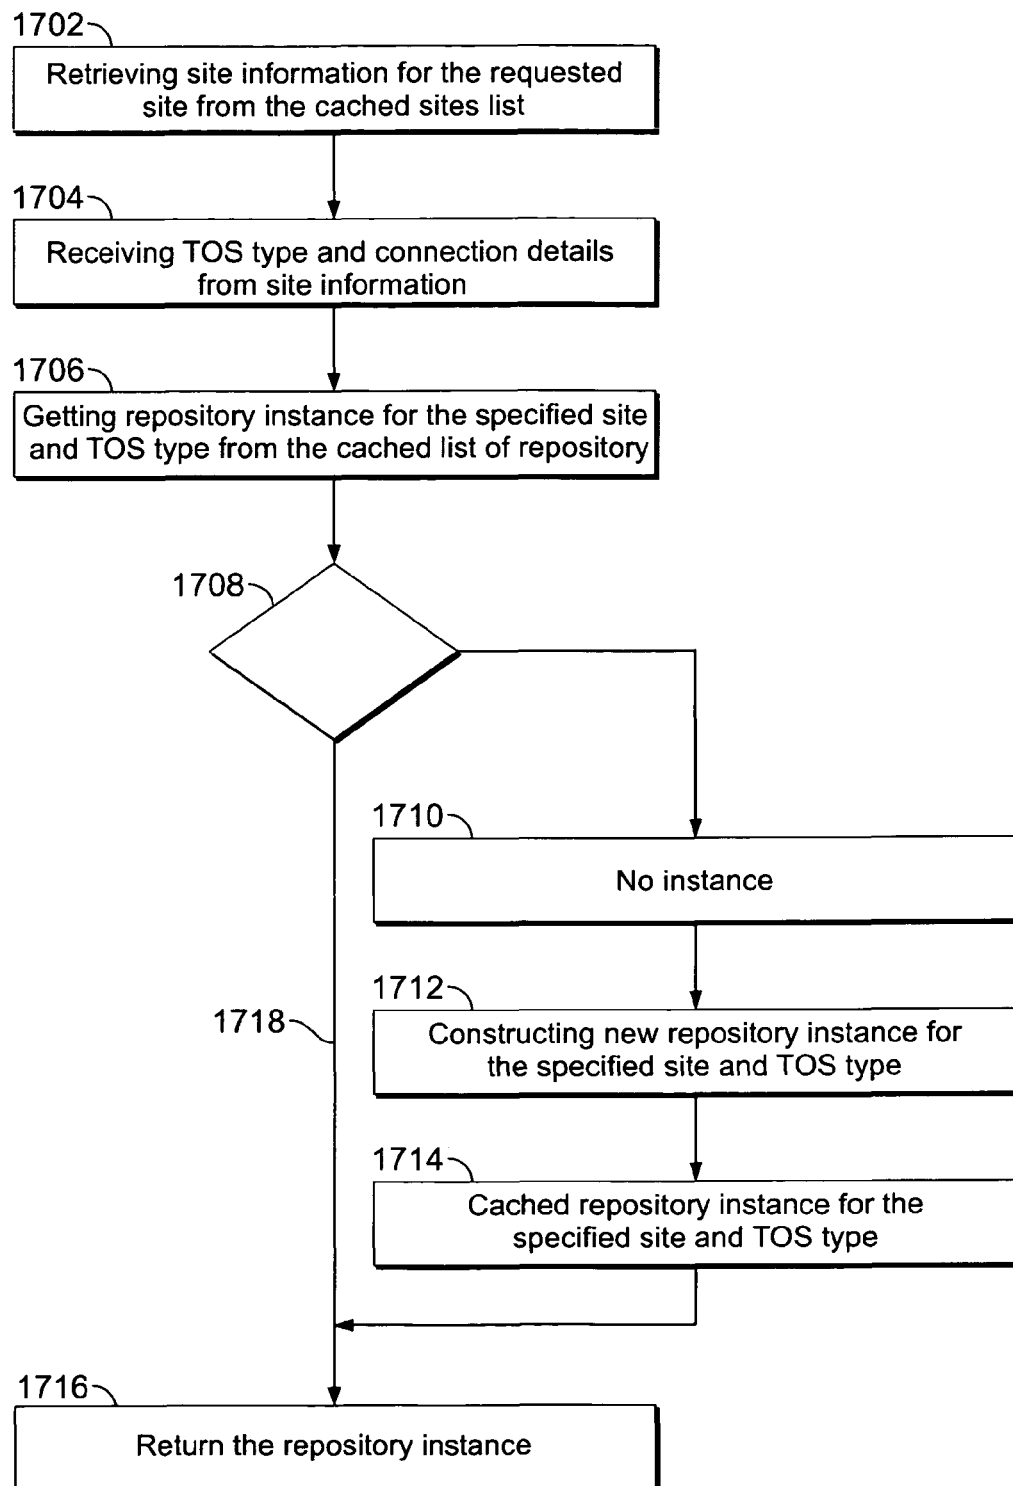 1702
Retrieving site information for the requested
site from the cached sites list
1704
Receiving TOS type and connection details
from site information
1706
Getting repository instance for the specified site
and TOS type from the cached list of repository
1708
1710
No instance
1712
Constructing new repository instance for
the specified site and TOS type
1718
1714
Cached repository instance for the
specified site and TOS type
1716
Return the repository instance